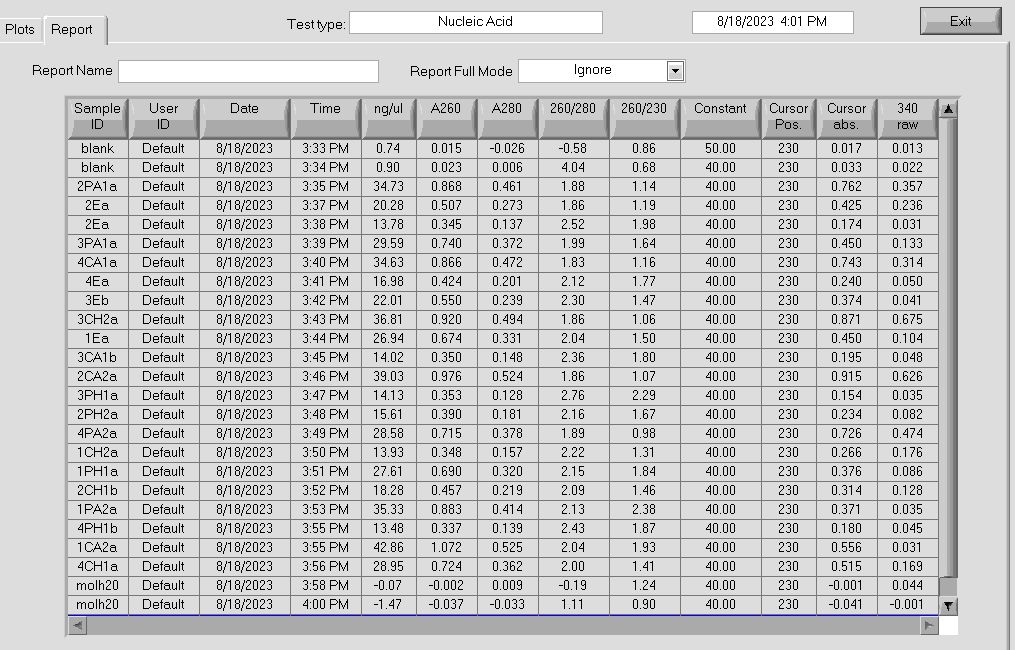 Plots Report Test type: Nucleic Acid 8/18/2023 4:01 PM Exit
Report Name Report Full Mode Ignore
Sample ID User ID Date Time ng/ul A260 A280 260/280 260/230 Constant Cursor Pos. Cursor abs. 340 raw
blank Default 8/18/2023 3:33 PM 0.74 0.015 -0.026 -0.58 0.86 50.00 230 0.017 0.013
blank Default 8/18/2023 3:34 PM 0.90 0.023 0.006 4.04 0.68 40.00 230 0.033 0.022
2PA1a Default 8/18/2023 3:35 PM 34.73 0.868 0.461 1.88 1.14 40.00 230 0.762 0.357
2Ea Default 8/18/2023 3:37 PM 20.28 0.507 0.273 1.86 1.19 40.00 230 0.425 0.236
2Ea Default 8/18/2023 3:38 PM 13.78 0.345 0.137 2.52 1.98 40.00 230 0.174 0.031
3PA1a Default 8/18/2023 3:39 PM 29.59 0.740 0.372 1.99 1.64 40.00 230 0.450 0.133
4CA1a Default 8/18/2023 3:40 PM 34.63 0.866 0.472 1.83 1.16 40.00 230 0.743 0.314
4Ea Default 8/18/2023 3:41 PM 16.98 0.424 0.201 2.12 1.77 40.00 230 0.240 0.050
3Eb Default 8/18/2023 3:42 PM 22.01 0.550 0.239 2.30 1.47 40.00 230 0.374 0.041
3CH2a Default 8/18/2023 3:43 PM 36.81 0.920 0.494 1.86 1.06 40.00 230 0.871 0.675
1Ea Default 8/18/2023 3:44 PM 26.94 0.674 0.331 2.04 1.50 40.00 230 0.450 0.104
3CA1b Default 8/18/2023 3:45 PM 14.02 0.350 0.148 2.36 1.80 40.00 230 0.195 0.048
2CA2a Default 8/18/2023 3:46 PM 39.03 0.976 0.524 1.86 1.07 40.00 230 0.915 0.626
3PH1a Default 8/18/2023 3:47 PM 14.13 0.353 0.128 2.76 2.29 40.00 230 0.154 0.035
2PH2a Default 8/18/2023 3:48 PM 15.61 0.390 0.181 2.16 1.67 40.00 230 0.234 0.082
4PA2a Default 8/18/2023 3:49 PM 28.58 0.715 0.378 1.89 0.98 40.00 230 0.726 0.474
1CH2a Default 8/18/2023 3:50 PM 13.93 0.348 0.157 2.22 1.31 40.00 230 0.266 0.176
1PH1a Default 8/18/2023 3:51 PM 27.61 0.690 0.320 2.15 1.84 40.00 230 0.376 0.086
2CH1b Default 8/18/2023 3:52 PM 18.28 0.457 0.219 2.09 1.46 40.00 230 0.314 0.128
1PA2a Default 8/18/2023 3:53 PM 35.33 0.883 0.414 2.13 2.38 40.00 230 0.371 0.035
4PH1b Default 8/18/2023 3:55 PM 13.48 0.337 0.139 2.43 1.87 40.00 230 0.180 0.045
1CA2a Default 8/18/2023 3:55 PM 42.86 1.072 0.525 2.04 1.93 40.00 230 0.556 0.031
4CH1a Default 8/18/2023 3:56 PM 28.95 0.724 0.362 2.00 1.41 40.00 230 0.515 0.169
molh20 Default 8/18/2023 3:58 PM -0.07 -0.002 0.009 -0.19 1.24 40.00 230 -0.001 0.044
molh20 Default 8/18/2023 4:00 PM -1.47 -0.037 -0.033 1.11 0.90 40.00 230 -0.041 -0.001